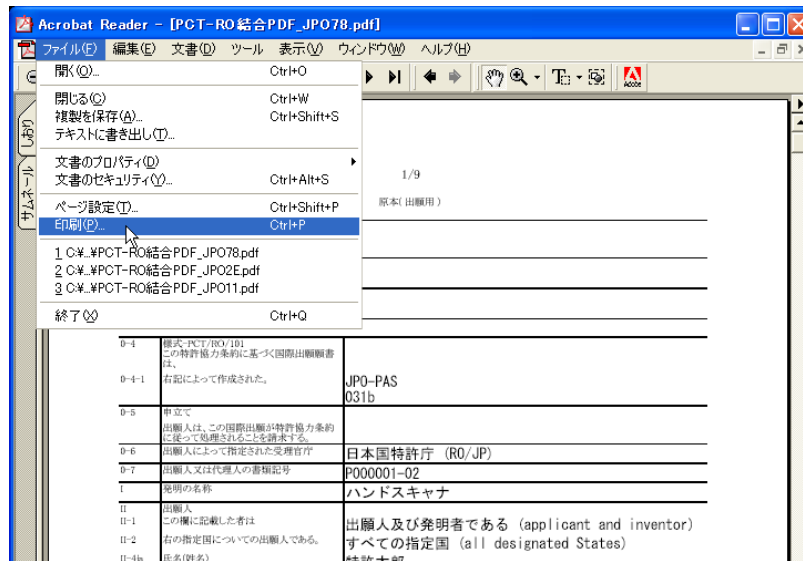 Acrobat Reader - [PCT-RO結合PDF_JPO78.pdf]
ファイル(F) 編集(E) 文書(D) ツール 表示(V) ウィンドウ(W) ヘルプ(H)
開く(O)... Ctrl+O
閉じる(C) Ctrl+W
複製を保存(A)... Ctrl+Shift+S
テキストに書き出し(T)...
文書のプロパティ(D)
文書のセキュリティ(Y)... Ctrl+Alt+S
ページ設定(T)... Ctrl+Shift+P
印刷(P)... Ctrl+P
1 C:¥...¥PCT-RO結合PDF_JPO78.pdf
2 C:¥...¥PCT-RO結合PDF_JPO2E.pdf
3 C:¥...¥PCT-RO結合PDF_JPO11.pdf
終了(X) Ctrl+Q
Adobe
しおり
サムネール
1/9
原本(出願用)
0-4 様式-PCT/RO/101
この特許協力条約に基づく国際出願願書
は、
0-4-1 右記によって作成された。 JPO-PAS
031b
0-5 申立て
出願人は、この国際出願が特許協力条約
に従って処理されることを請求する。
0-6 出願人によって指定された受理官庁 日本国特許庁 (RO/JP)
0-7 出願人又は代理人の書類記号 P000001-02
I 発明の名称 ハンドスキャナ
II 出願人
II-1 この欄に記載した者は 出願人及び発明者である (applicant and inventor)
II-2 右の指定国についての出願人である。 すべての指定国 (all designated States)
II-4ja 氏名(姓名) 特許太郎